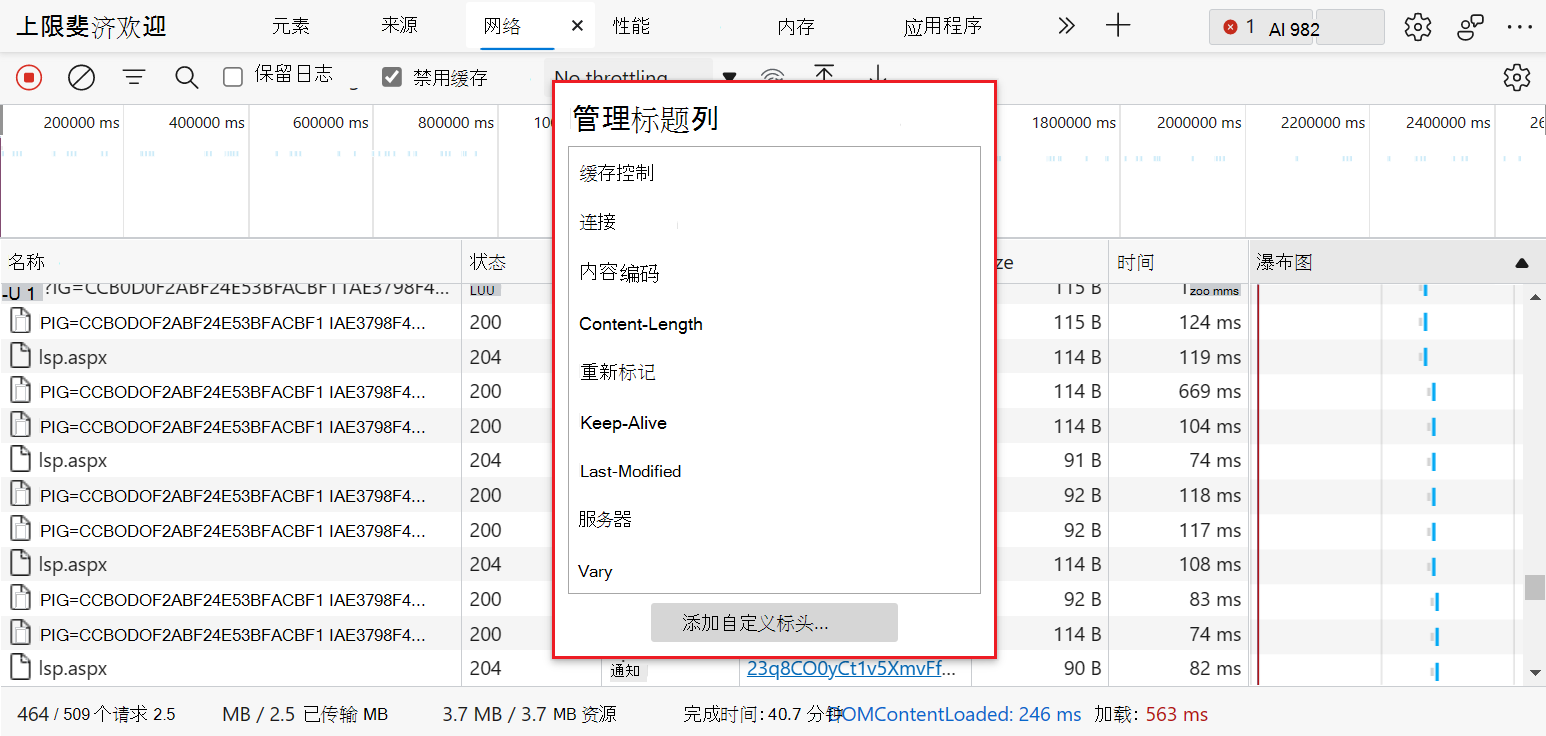 上限斐济欢迎 元素 来源 网络 性能 内存 应用程序 1 AI 982
保留日志 禁用缓存 No throttling
200000 ms 400000 ms 600000 ms 800000 ms 1800000 ms 2000000 ms 2200000 ms 2400000 ms
管理标题列
缓存控制
连接
内容编码
Content-Length
重新标记
Keep-Alive
Last-Modified
服务器
Vary
添加自定义标头...
名称 状态 时间 瀑布图
-U 1 ?IG=CCB0D0F2ABF24E53BFACBF11AE3798F4... LUU 115 B zoo mms
PIG=CCBODOF2ABF24E53BFACBF1 IAE3798F4... 200 115 B 124 ms
lsp.aspx 204 114 B 119 ms
PIG=CCBODOF2ABF24E53BFACBF1 IAE3798F4... 200 114 B 669 ms
PIG=CCBODOF2ABF24E53BFACBF1 IAE3798F4... 200 114 B 104 ms
lsp.aspx 204 91 B 74 ms
PIG=CCBODOF2ABF24E53BFACBF1 IAE3798F4... 200 92 B 118 ms
PIG=CCBODOF2ABF24E53BFACBF1 IAE3798F4... 200 92 B 117 ms
lsp.aspx 204 114 B 108 ms
PIG=CCBODOF2ABF24E53BFACBF1 IAE3798F4... 200 92 B 83 ms
PIG=CCBODOF2ABF24E53BFACBF1 IAE3798F4... 200 114 B 74 ms
lsp.aspx 204 通知 23q8CO0yCt1v5XmvFf... 90 B 82 ms
464 / 509 个请求 2.5 MB / 2.5 已传输 MB 3.7 MB / 3.7 MB 资源 完成时间: 40.7 分钟 DOMContentLoaded: 246 ms 加载: 563 ms